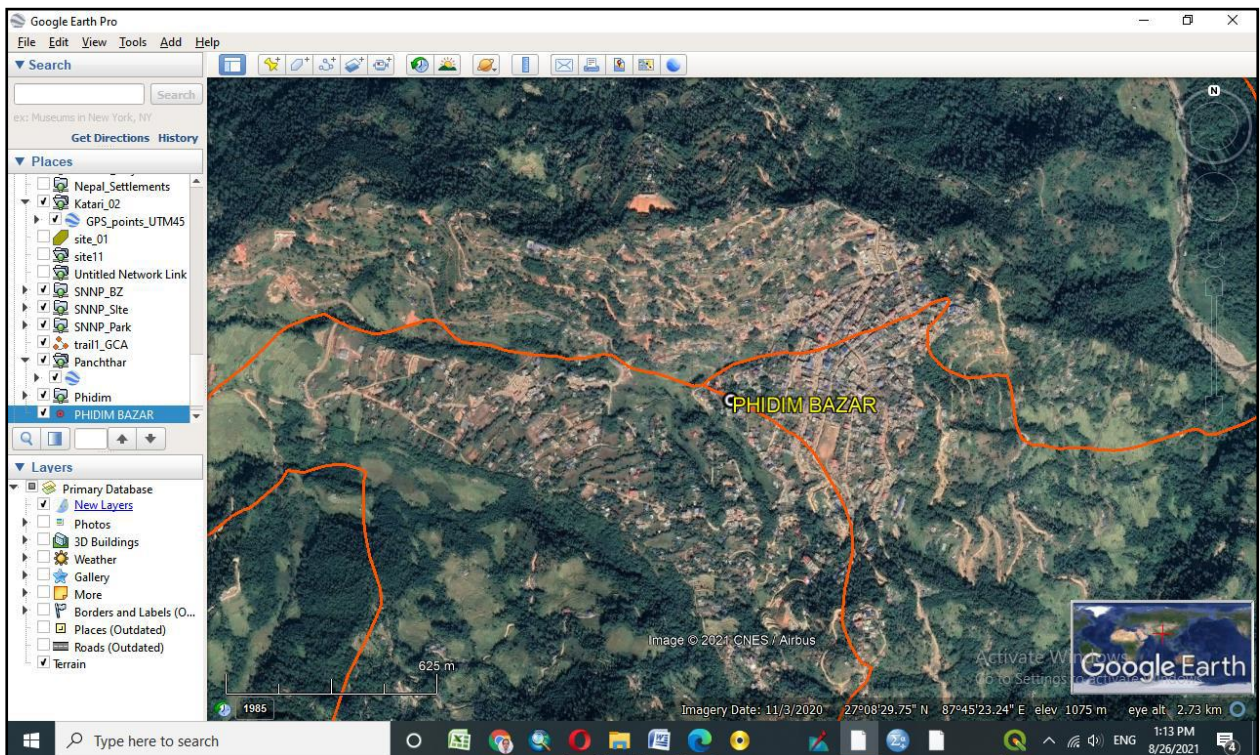 Google Earth Pro
File Edit View Tools Add Help
Search
Search
ex: Museums in New York, NY
Get Directions History
Places
Nepal_Settlements
Katari_02
GPS_points_UTM45
site_01
site11
Untitled Network Link
SNNP_BZ
SNNP_SIte
SNNP_Park
trail1_GCA
Panchthar
Phidim
PHIDIM BAZAR
Layers
Primary Database
New Layers
Photos
3D Buildings
Weather
Gallery
More
Borders and Labels (O...
Places (Outdated)
Roads (Outdated)
Terrain
N
PHIDIM BAZAR
Image © 2021 CNES / Airbus
625 m
Activate Windows
Go to Settings to activate Windows.
Google Earth
1985
Imagery Date: 11/3/2020 27°08'29.75" N 87°45'23.24" E elev 1075 m eye alt 2.73 km
Type here to search
ENG
1:13 PM
8/26/2021
4